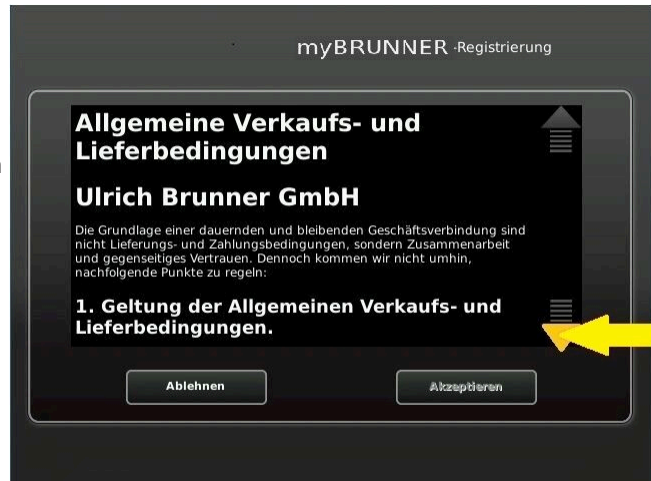 myBRUNNER -Registrierung
Allgemeine Verkaufs- und
Lieferbedingungen
Ulrich Brunner GmbH
Die Grundlage einer dauernden und bleibenden Geschäftsverbindung sind
nicht Lieferungs- und Zahlungsbedingungen, sondern Zusammenarbeit
und gegenseitiges Vertrauen. Dennoch kommen wir nicht umhin,
nachfolgende Punkte zu regeln:
1. Geltung der Allgemeinen Verkaufs- und
Lieferbedingungen.
Ablehnen
Akzeptieren